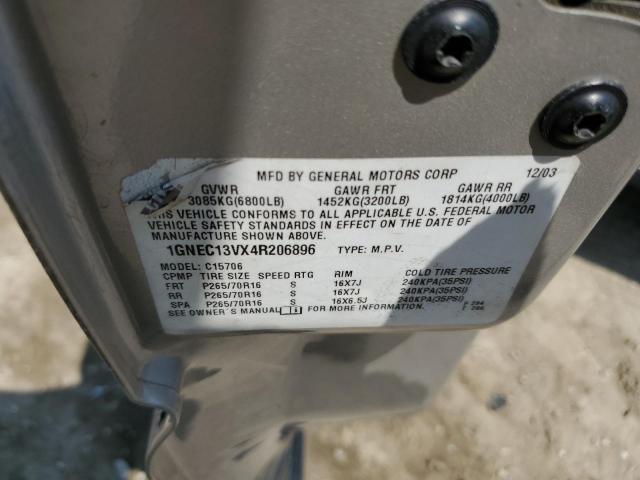 MFD BY GENERAL MOTORS CORP 12/03
GVWR GAWR FRT GAWR RR
3085KG(6800LB) 1452KG(3200LB) 1814KG(4000LB)
THIS VEHICLE CONFORMS TO ALL APPLICABLE U.S. FEDERAL MOTOR
VEHICLE SAFETY STANDARDS IN EFFECT ON THE DATE OF
MANUFACTURE SHOWN ABOVE.
1GNEC13VX4R206896 TYPE: M.P.V.
MODEL: C15706
CPMP TIRE SIZE SPEED RTG RIM COLD TIRE PRESSURE
FRT P265/70R16 S 16X7J 240KPA(35PSI)
RR P265/70R16 S 16X7J 240KPA(35PSI)
SPA P265/70R16 S 16X6.5J 240KPA(35PSI)
SEE OWNER'S MANUAL FOR MORE INFORMATION.